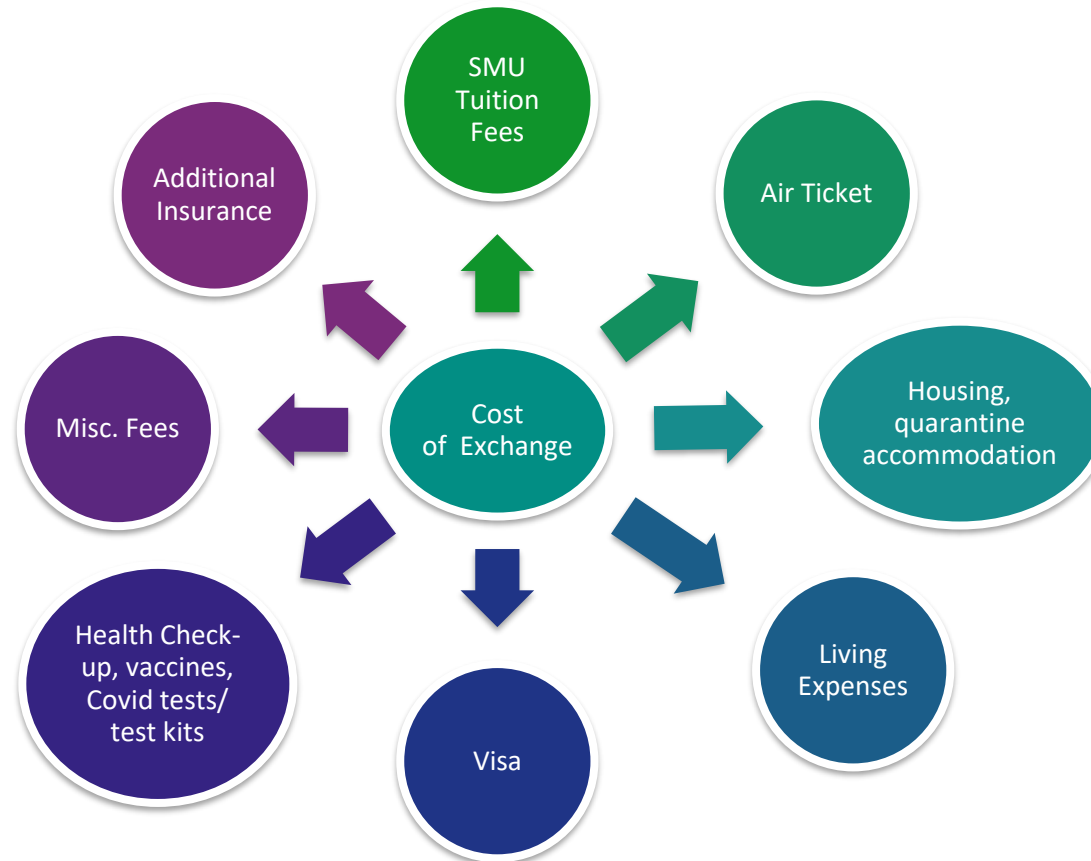 SMU
Tuition
Fees
Additional
Insurance
Air Ticket
Misc. Fees
Cost
of  Exchange
Housing,
quarantine
accommodation
Health Check-
up, vaccines,
Covid tests/
test kits
Visa
Living
Expenses